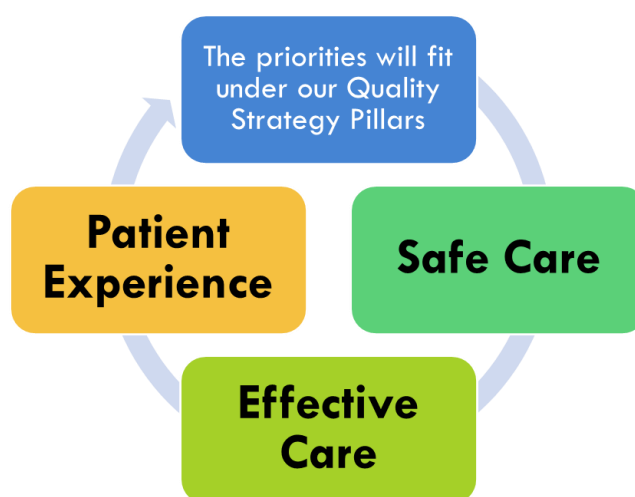 The priorities will fit
under our Quality
Strategy Pillars
Patient
Experience
Safe Care
Effective
Care